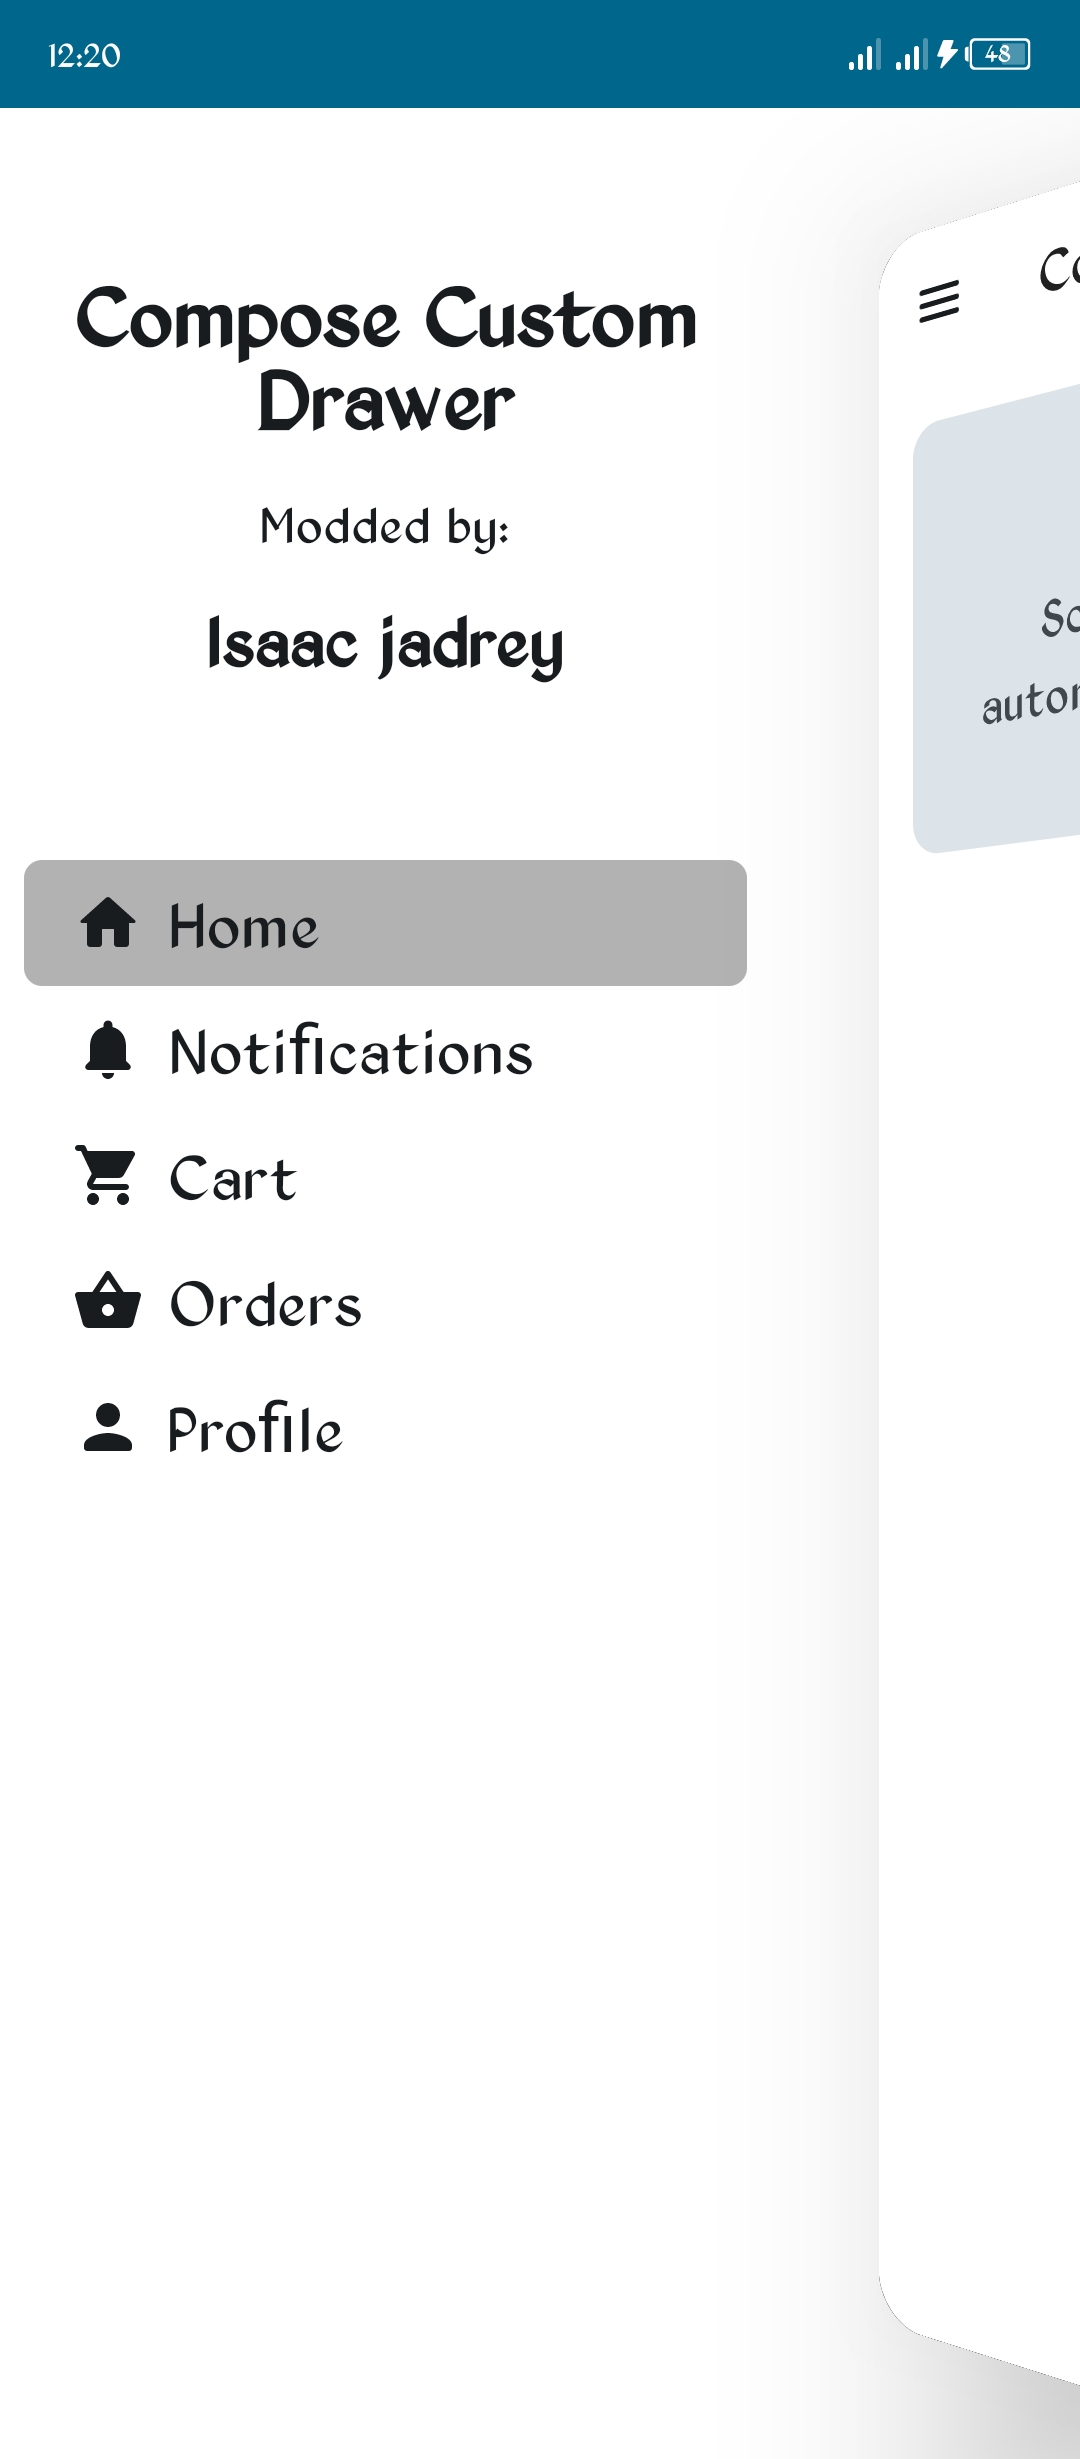 12:20
48
Compose Custom
Drawer
Modded by:
Isaac jadrey
Home
Notifications
Cart
Orders
Profile